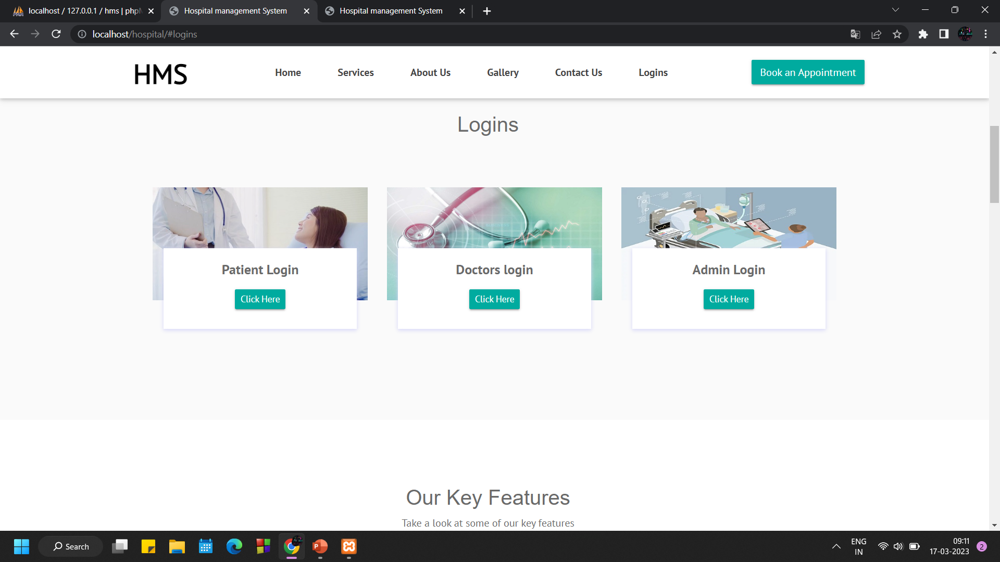 localhost / 127.0.0.1 / hms | phpM
Hospital management System
Hospital management System
localhost/hospital/#logins
HMS
Home
Services
About Us
Gallery
Contact Us
Logins
Book an Appointment
Logins
Patient Login
Click Here
Doctors login
Click Here
Admin Login
Click Here
Our Key Features
Take a look at some of our key features
Search
ENG
IN
09:11
17-03-2023
2